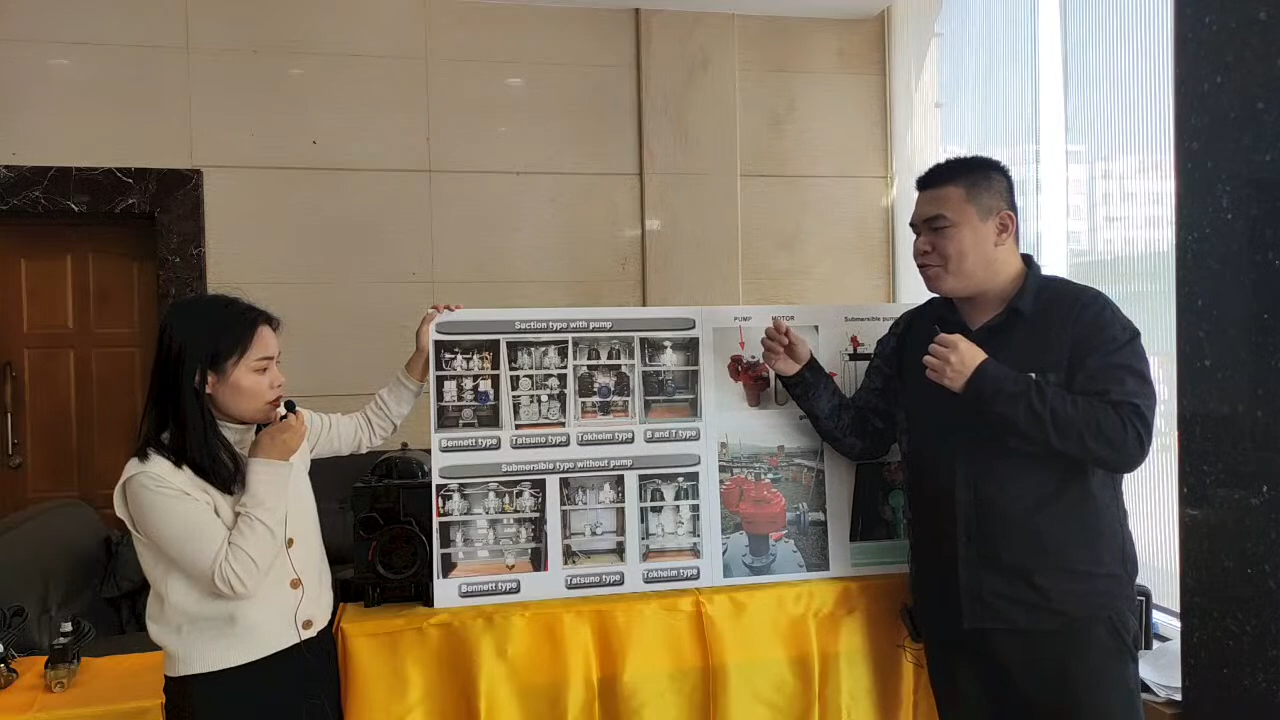 Suction type with pump
Bennett type
Tatsuno type
Tokheim type
B and T type
Submersible type without pump
Bennett type
Tatsuno type
Tokheim type
PUMP
MOTOR
Submersible pump